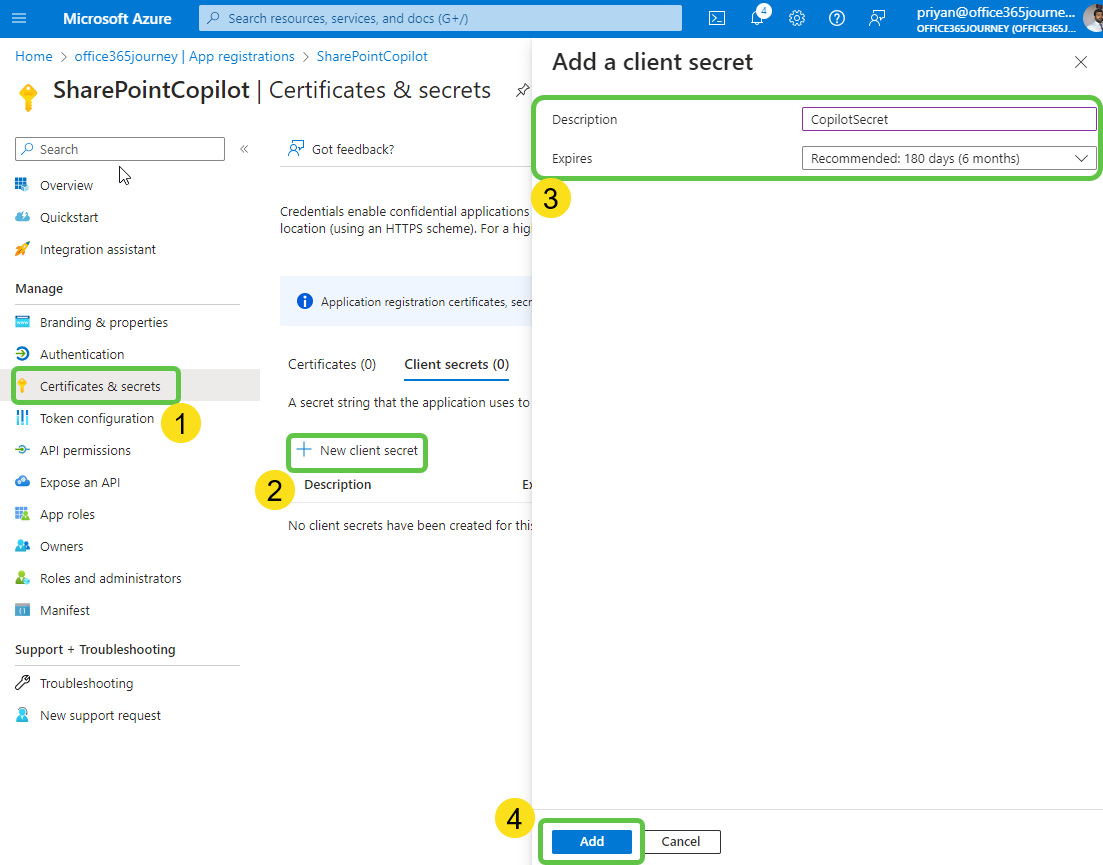 Microsoft Azure
Search resources, services, and docs (G+/)
4
priyan@office365journe...
OFFICE365JOURNEY (OFFICE365J...
Home > office365journey | App registrations > SharePointCopilot
SharePointCopilot | Certificates & secrets
Search
«
Overview
Quickstart
Integration assistant
Manage
Branding & properties
Authentication
Certificates & secrets
1
Token configuration
API permissions
Expose an API
App roles
Owners
Roles and administrators
Manifest
Support + Troubleshooting
Troubleshooting
New support request
Got feedback?
Credentials enable confidential applications
location (using an HTTPS scheme). For a hig
Application registration certificates, secr
Certificates (0)
Client secrets (0)
A secret string that the application uses to
New client secret
2
Description
Ex
No client secrets have been created for this
Add a client secret
Description
CopilotSecret
Expires
Recommended: 180 days (6 months)
3
4
Add
Cancel